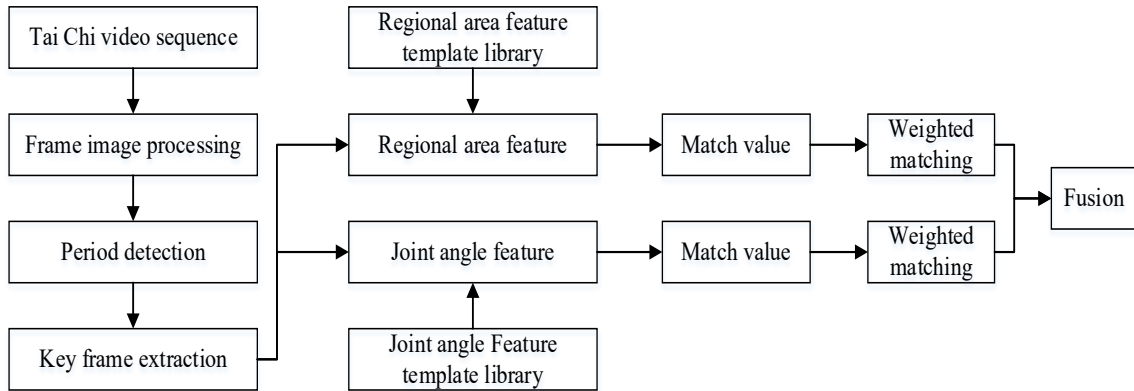 Tai Chi video sequence
Frame image processing
Period detection
Key frame extraction
Regional area feature
template library
Regional area feature
Joint angle feature
Joint angle Feature
template library
Match value
Match value
Weighted
matching
Weighted
matching
Fusion